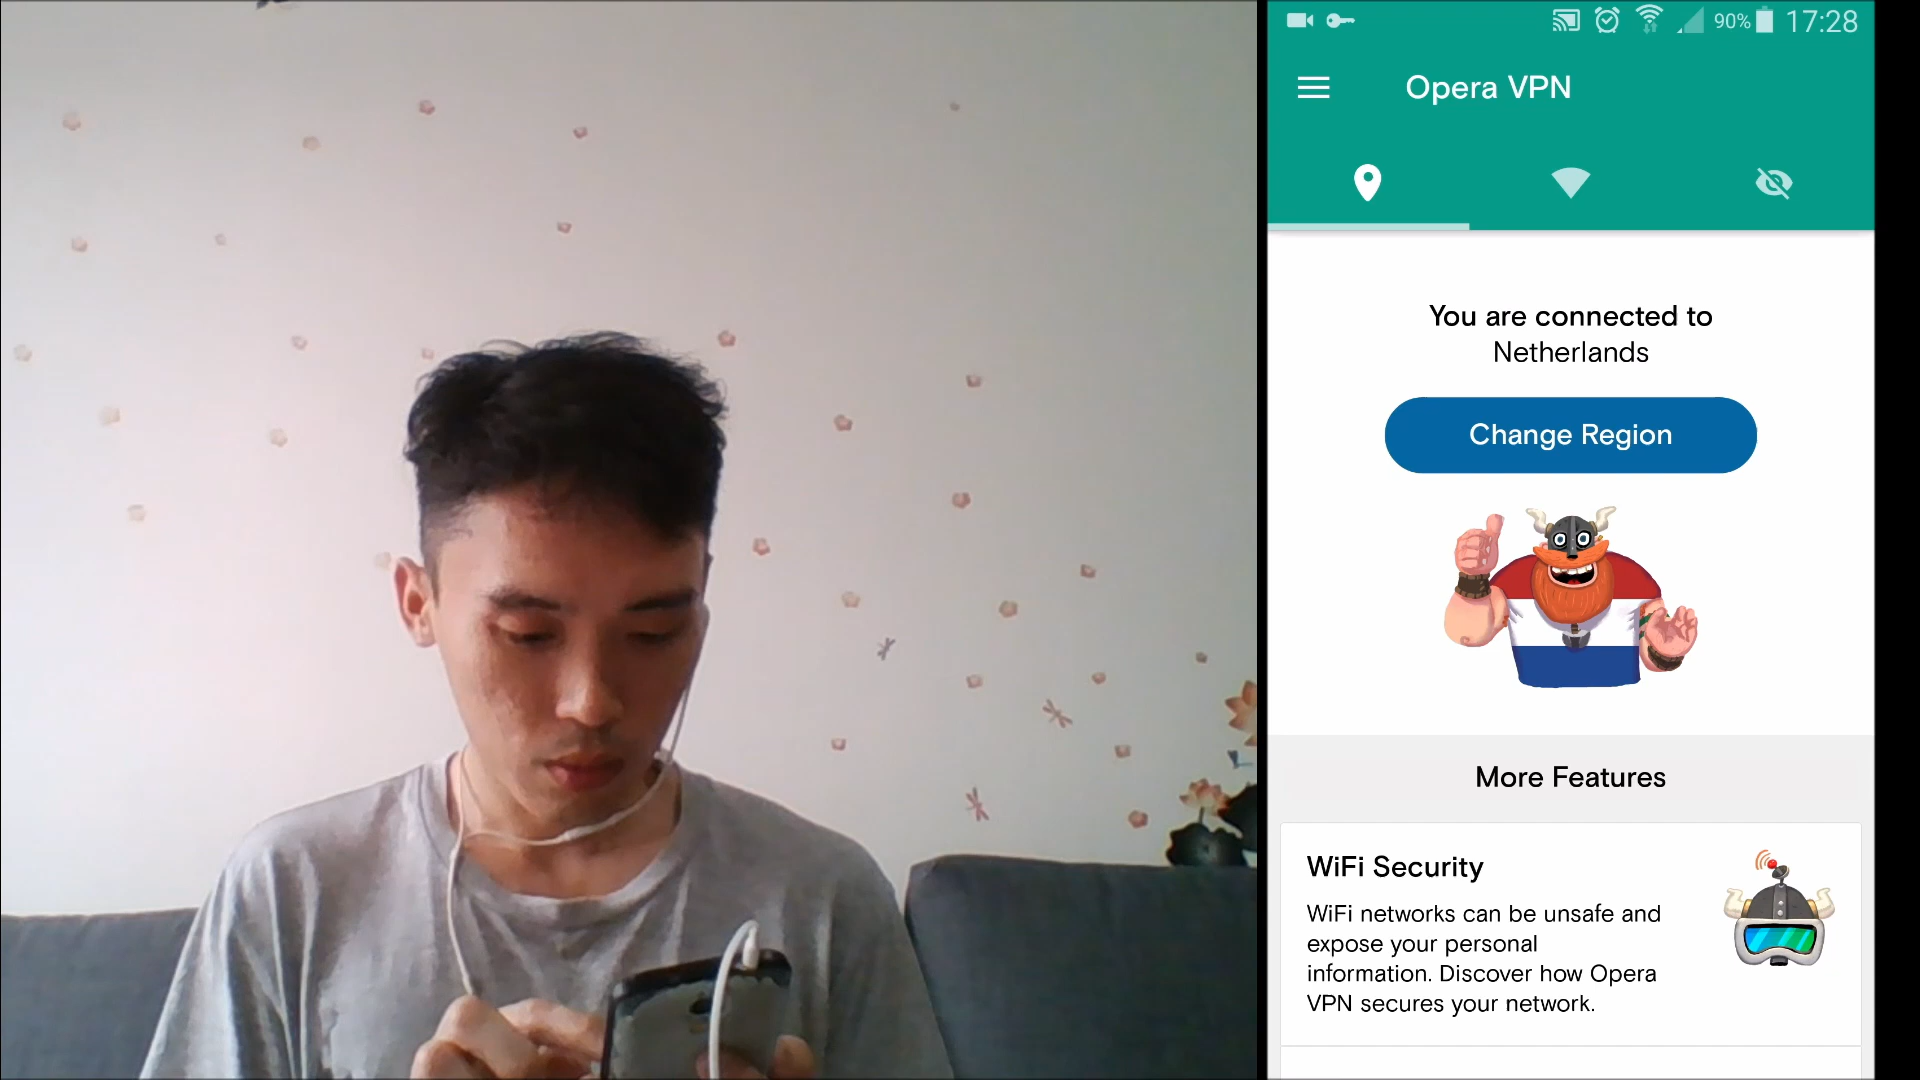 90% 17:28
Opera VPN
You are connected to
Netherlands
Change Region
More Features
WiFi Security
WiFi networks can be unsafe and
expose your personal
information. Discover how Opera
VPN secures your network.